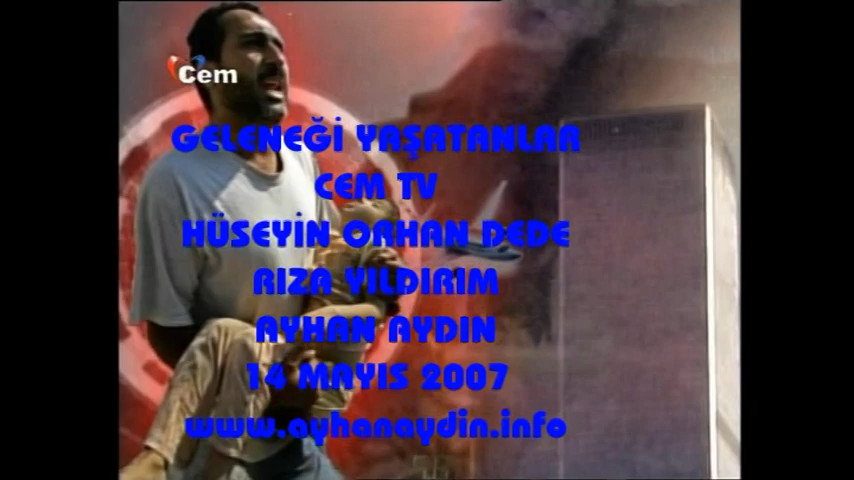 Cem
GELENEĞİ YAŞATANLAR
CEM TV
HÜSEYİN ORHAN DEDE
RIZA YILDIRIM
AYHAN AYDIN
14 MAYIS 2007
www.ayhanaydin.info